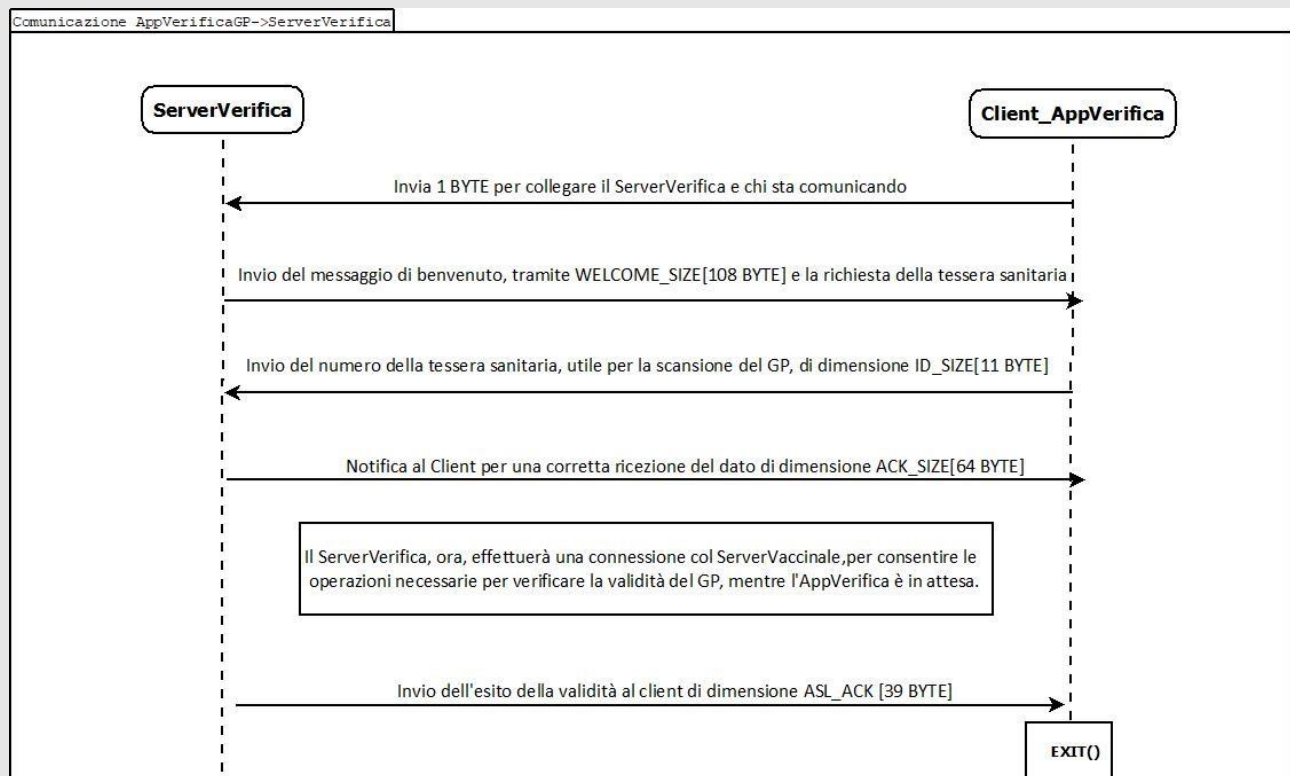 Comunicazione AppVerificaGP->ServerVerifica
ServerVerifica
Client_AppVerifica
Invia 1 BYTE per collegare il ServerVerifica e chi sta comunicando
Invio del messaggio di benvenuto, tramite WELCOME_SIZE[108 BYTE] e la richiesta della tessera sanitaria
Invio del numero della tessera sanitaria, utile per la scansione del GP, di dimensione ID_SIZE[11 BYTE]
Notifica al Client per una corretta ricezione del dato di dimensione ACK_SIZE[64 BYTE]
Il ServerVerifica, ora, effettuerà una connessione col ServerVaccinale,per consentire le
operazioni necessarie per verificare la validità del GP, mentre l'AppVerifica è in attesa.
Invio dell'esito della validità al client di dimensione ASL_ACK [39 BYTE]
EXIT()